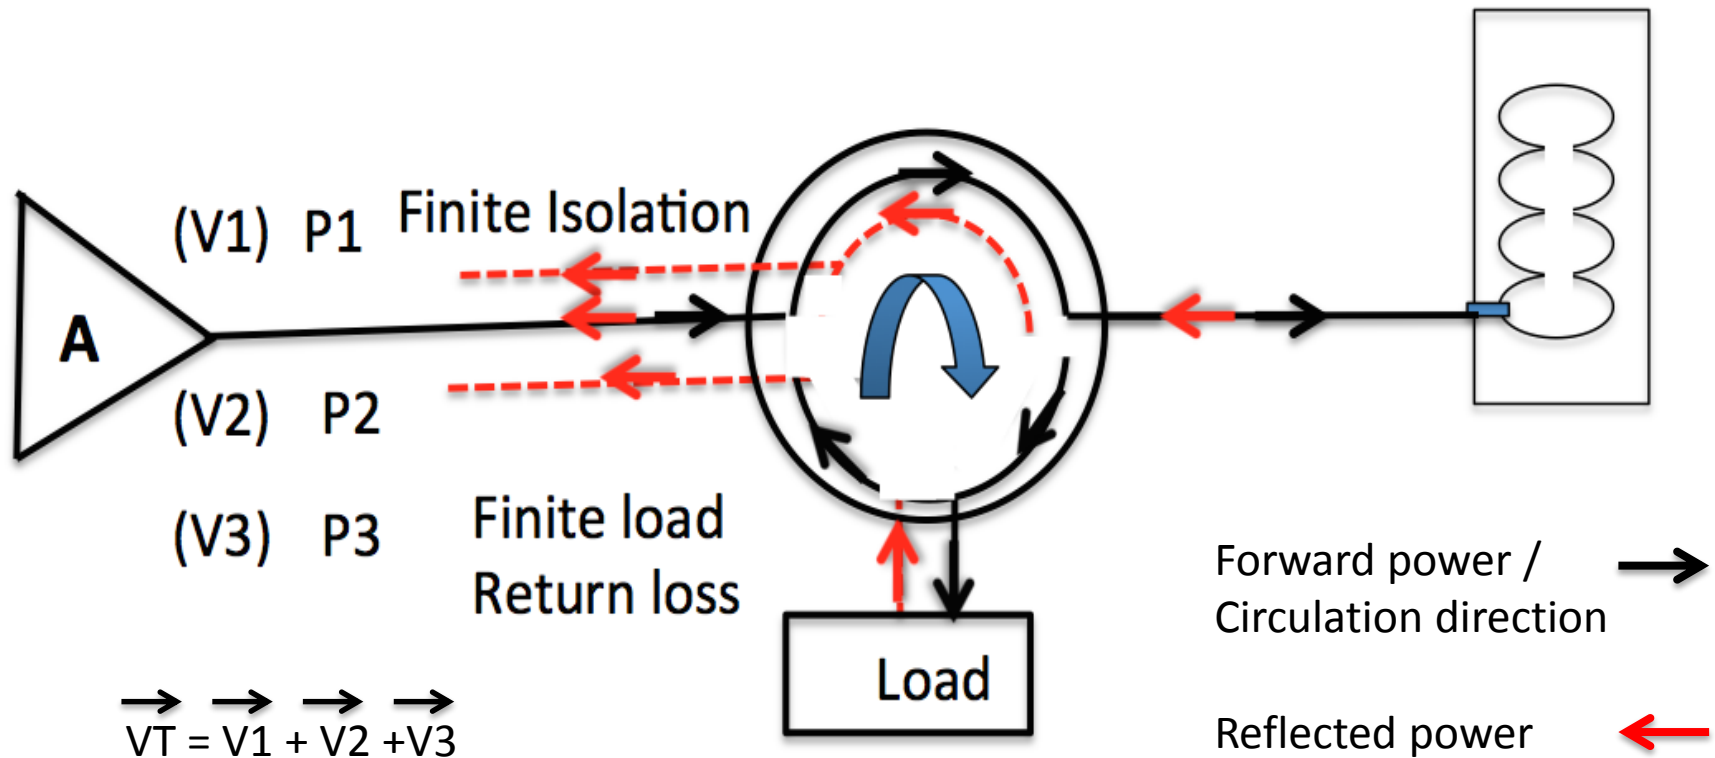 (V1) P1 Finite Isolation
A
(V2) P2
(V3) P3
Finite load
Return loss
Load
Forward power /
Circulation direction
Reflected power
VT = V1 + V2 +V3